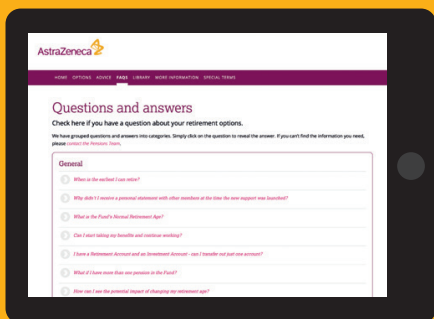 AstraZeneca
HOME OPTIONS ADVICE FAQS LIBRARY MORE INFORMATION SPECIAL TERMS
Questions and answers
Check here if you have a question about your retirement options.
We have grouped questions and answers into categories. Simply click on the question to reveal the answer. If you can't find the information you need,
please contact the Pensions Team.
General
When is the earliest I can retire?
Why didn't I receive a personal statement with other members at the time the new support was launched?
What is the Fund's Normal Retirement Age?
Can I start taking my benefits and continue working?
I have a Retirement Account and an Investment Account - can I transfer out just one account?
What if I have more than one pension in the Fund?
How can I see the potential impact of changing my retirement age?